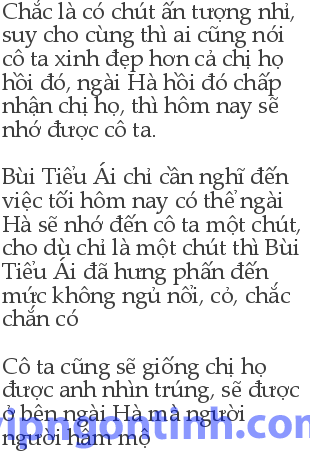 Chắc là có chút ấn tượng nhỉ,
suy cho cùng thì ai cũng nói
cô ta xinh đẹp hơn cả chị họ
hồi đó, ngài Hà hồi đó chấp
nhận chị họ, thì hôm nay sẽ
nhớ được cô ta.
Bùi Tiểu Ái chỉ cần nghĩ đến
việc tối hôm nay có thể ngài
Hà sẽ nhớ đến cô ta một chút,
cho dù chỉ là một chút thì Bùi
Tiểu Ái đã hưng phấn đến
mức không ngủ nổi, cỏ, chắc
chắn có
Cô ta cũng sẽ giống chị họ
được anh nhìn trúng, sẽ được
ở bên ngài Hà mà người
người hâm mộ
vipngontinh.com